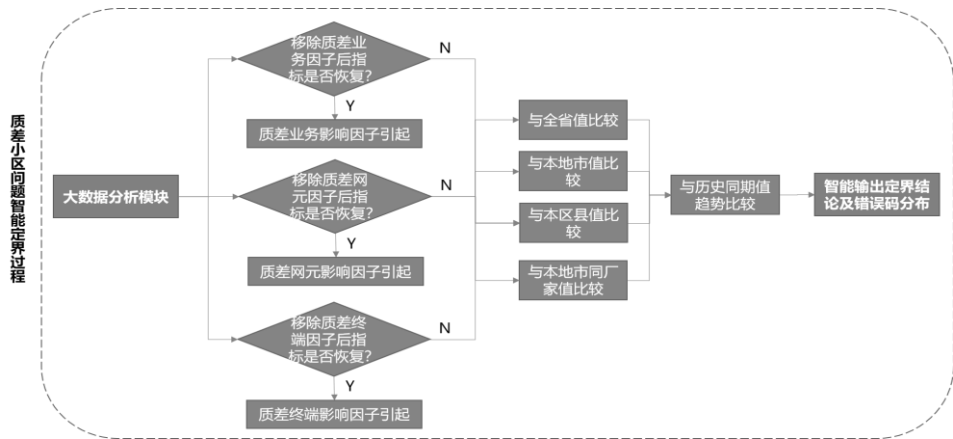 质差小区问题智能定界过程
大数据分析模块
移除质差业
务因子后指
标是否恢复?
N
Y
质差业务影响因子引起
移除质差网
元因子后指
标是否恢复?
N
Y
质差网元影响因子引起
移除质差终
端因子后指
标是否恢复?
N
Y
质差终端影响因子引起
与全省值比较
与本地市值比
较
与本区县值比
较
与本地市同厂
家值比较
与历史同期值
趋势比较
智能输出定界结
论及错误码分布